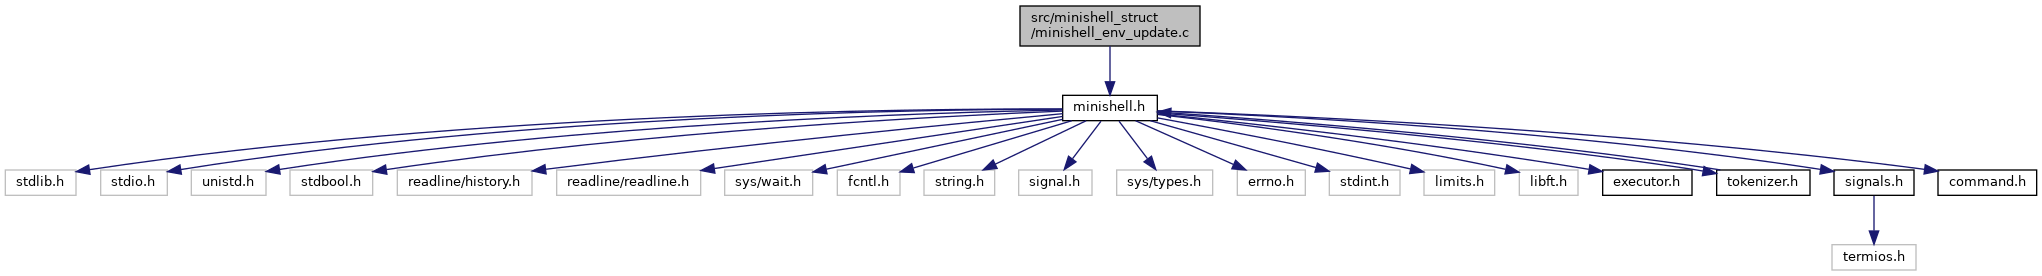 src/minishell_struct
/minishell_env_update.c
minishell.h
stdlib.h
stdio.h
unistd.h
stdbool.h
readline/history.h
readline/readline.h
sys/wait.h
fcntl.h
string.h
signal.h
sys/types.h
errno.h
stdint.h
limits.h
libft.h
executor.h
tokenizer.h
signals.h
command.h
termios.h